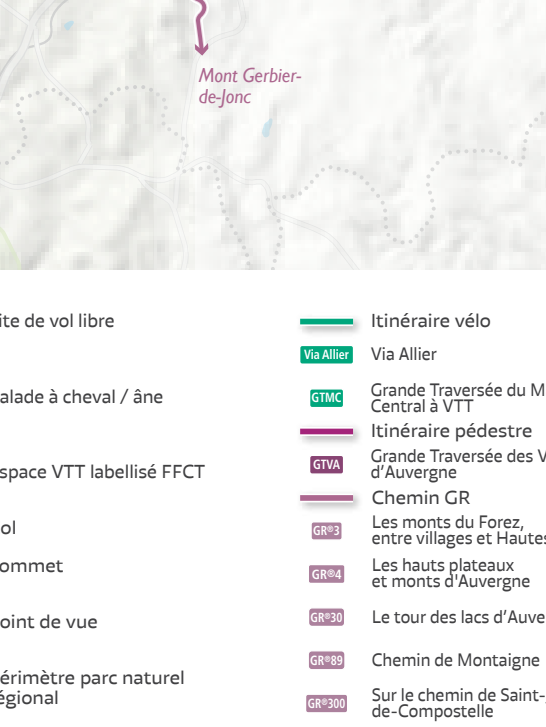 Mont Gerbier-
de-Jonc
ite de vol libre
alade à cheval / âne
space VTT labellisé FFCT
ol
ommet
oint de vue
érimètre parc naturel
égional
Itinéraire vélo
Via Allier Via Allier
GTMC Grande Traversée du M
Central à VTT
Itinéraire pédestre
GTVA Grande Traversée des V
d'Auvergne
Chemin GR
GR®3 Les monts du Forez,
entre villages et Hautes
GR®4 Les hauts plateaux
et monts d'Auvergne
GR®30 Le tour des lacs d’Auve
GR®89 Chemin de Montaigne
GR®300 Sur le chemin de Saint-
de-Compostelle